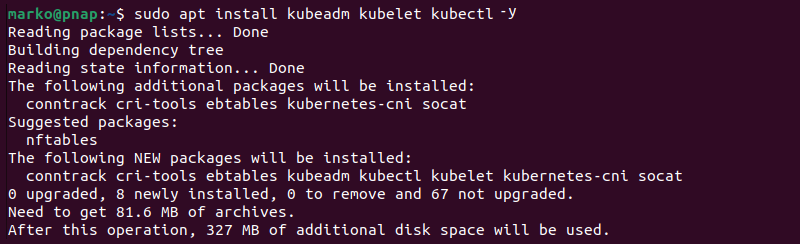 marko@pnap:~$ sudo apt install kubeadm kubelet kubectl -y
Reading package lists... Done
Building dependency tree
Reading state information... Done
The following additional packages will be installed:
  conntrack cri-tools ebtables kubernetes-cni socat
Suggested packages:
  nftables
The following NEW packages will be installed:
  conntrack cri-tools ebtables kubeadm kubectl kubelet kubernetes-cni socat
0 upgraded, 8 newly installed, 0 to remove and 67 not upgraded.
Need to get 81.6 MB of archives.
After this operation, 327 MB of additional disk space will be used.